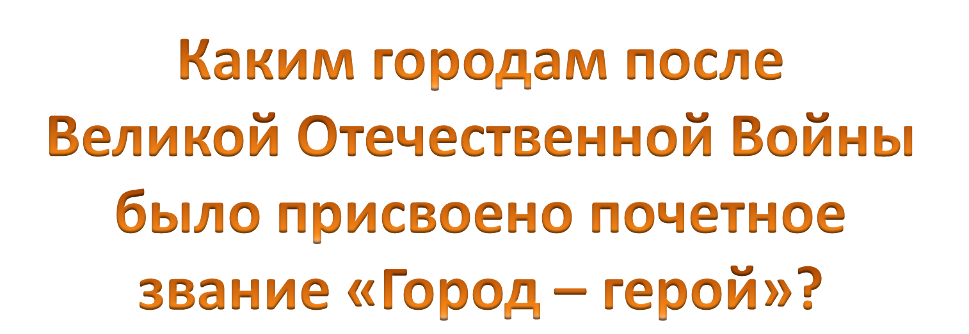 Каким городам после
Великой Отечественной Войны
было присвоено почетное
звание «Город – герой»?